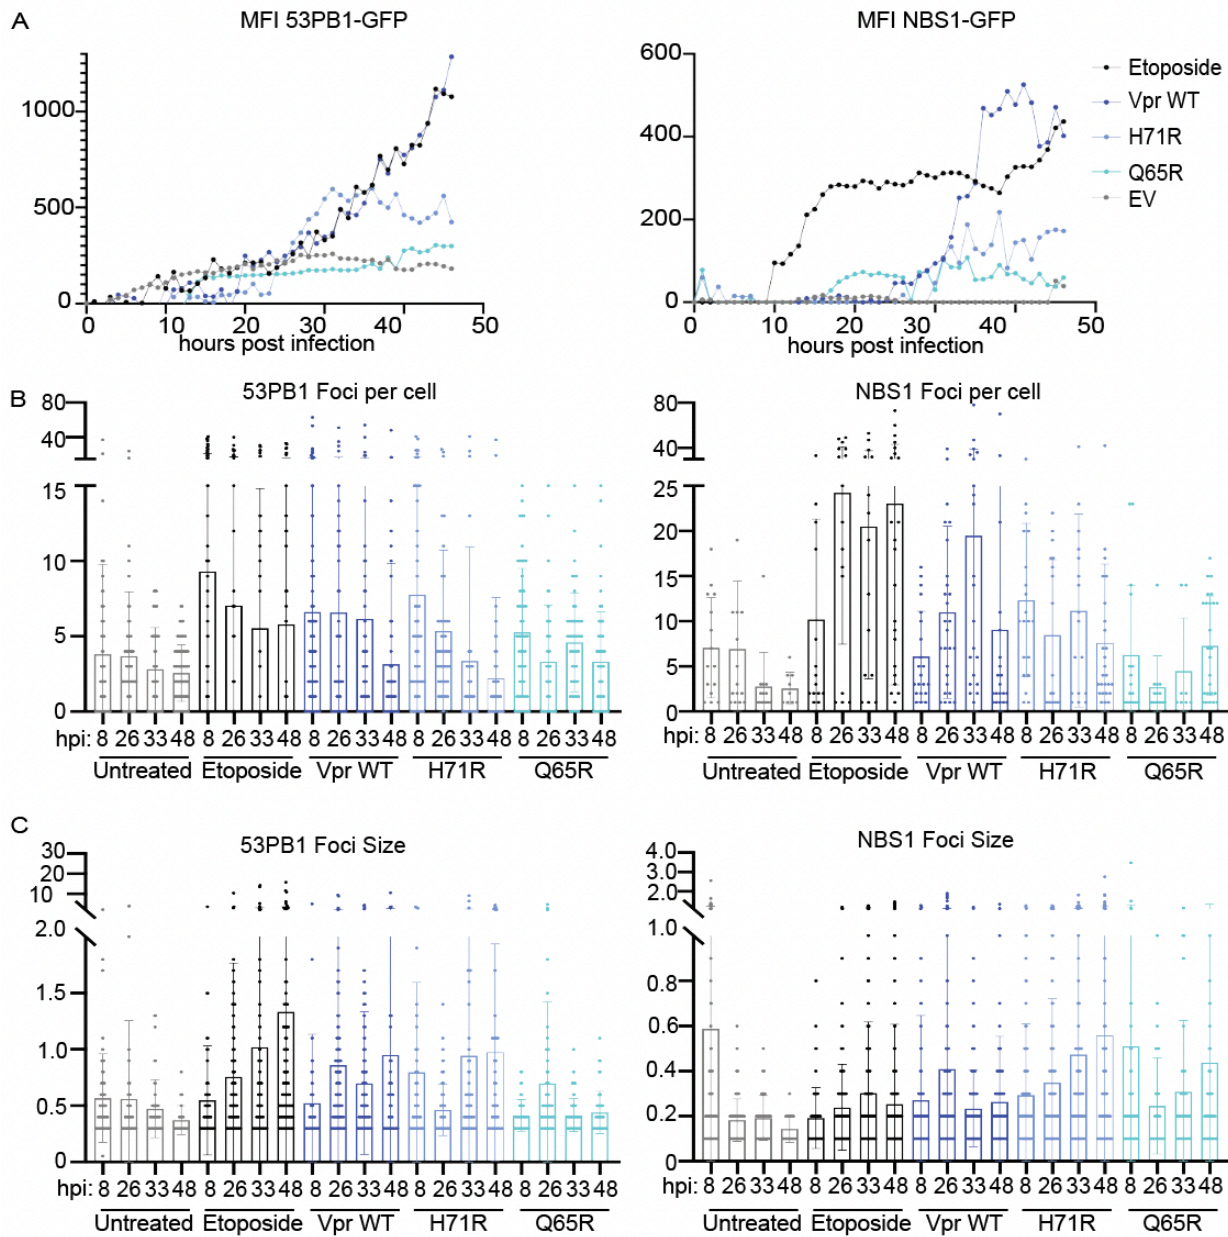 A
MFI 53PB1-GFP
1000
500
0
0 10 20 30 40 50
hours post infection
MFI NBS1-GFP
600
400
200
0
0 10 20 30 40 50
hours post infection
Etoposide
Vpr WT
H71R
Q65R
EV
B
53PB1 Foci per cell
80
40
15
10
5
0
hpi: 8 26 33 48 8 26 33 48 8 26 33 48 8 26 33 48 8 26 33 48
Untreated Etoposide Vpr WT H71R Q65R
NBS1 Foci per cell
80
40
25
20
15
10
5
0
hpi: 8 26 33 48 8 26 33 48 8 26 33 48 8 26 33 48 8 26 33 48
Untreated Etoposide Vpr WT H71R Q65R
C
53PB1 Foci Size
30
20
10
2.0
1.5
1.0
0.5
0
hpi: 8 26 33 48 8 26 33 48 8 26 33 48 8 26 33 48 8 26 33 48
Untreated Etoposide Vpr WT H71R Q65R
NBS1 Foci Size
4.0
3.0
2.0
1.0
0.8
0.6
0.4
0.2
0
hpi: 8 26 33 48 8 26 33 48 8 26 33 48 8 26 33 48 8 26 33 48
Untreated Etoposide Vpr WT H71R Q65R